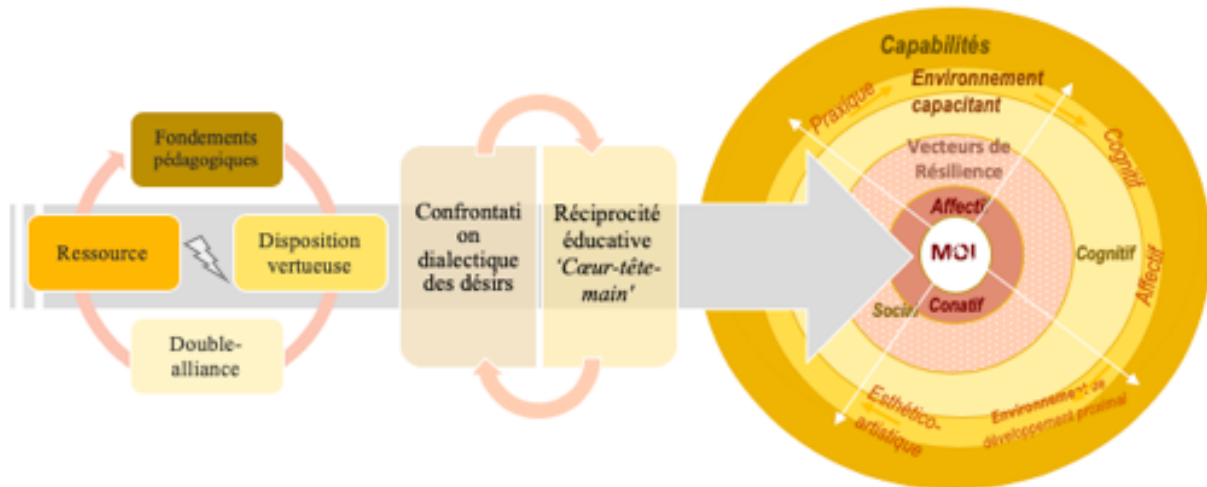 Fondements
pédagogiques
Ressource
Disposition
vertueuse
Double-
alliance
Confrontati
on
dialectique
des désirs
Réciprocité
éducative
‘Cœur-tête-
main’
Capabilités
Environnement
capacitant
Praxique
Cognitif
Vecteurs de
Résilience
Affectif
MOI
Cognitif
Affectif
Social
Conatif
Esthético-
artistique
Environnement de
développement proximal